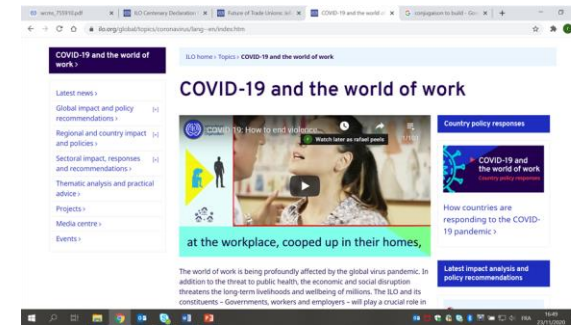 wcms_759910.pdf
ILO Centenary Declaration
Future of Trade Unions:
COVID-19 and the world
conjugaison to build - Goo
ilo.org/global/topics/coronavirus/lang--en/index.htm
COVID-19 and the world of
work >
Latest news >
Global impact and policy [+]
recommendations >
Regional and country impact [+]
and policies >
Sectoral impact, responses [+]
and recommendations >
Thematic analysis and practical
advice >
Projects >
Media centre >
Events >
ILO home > Topics > COVID-19 and the world of work
COVID-19 and the world of work
COVID-19: How to end violence...
Watch later as rafael peels
at the workplace, cooped up in their homes,
The world of work is being profoundly affected by the global virus pandemic. In
addition to the threat to public health, the economic and social disruption
threatens the long-term livelihoods and wellbeing of millions. The ILO and its
constituents – Governments, workers and employers – will play a crucial role in
Country policy responses
COVID-19 and
the world of work
Country policy responses
How countries are
responding to the COVID-
19 pandemic >
Latest impact analysis and
policy recommendations
FRA
16:49
23/11/2020